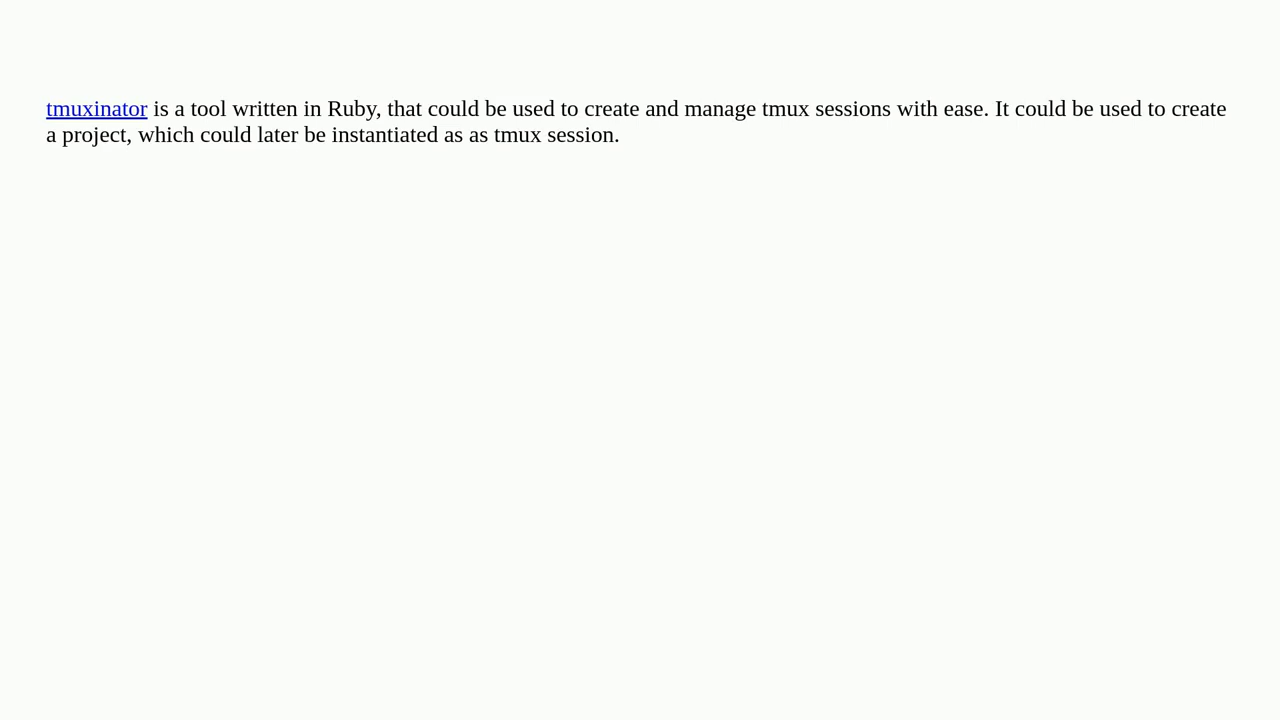 tmuxinator is a tool written in Ruby, that could be used to create and manage tmux sessions with ease. It could be used to create
a project, which could later be instantiated as as tmux session.